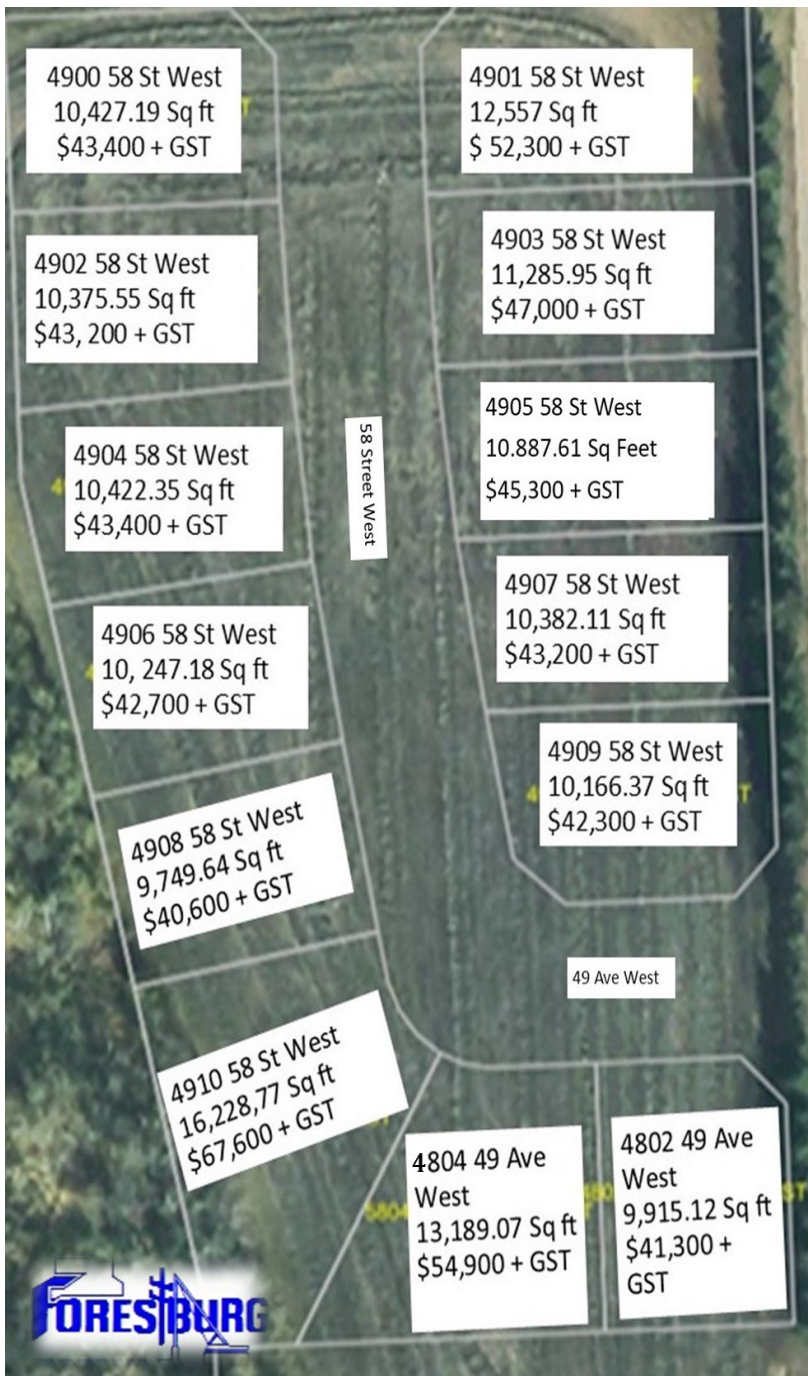 4900 58 St West
10,427.19 Sq ft
$43,400 + GST
4901 58 St West
12,557 Sq ft
$ 52,300 + GST
4902 58 St West
10,375.55 Sq ft
$43, 200 + GST
4903 58 St West
11,285.95 Sq ft
$47,000 + GST
4904 58 St West
10,422.35 Sq ft
$43,400 + GST
58 Street West
4905 58 St West
10.887.61 Sq Feet
$45,300 + GST
4906 58 St West
10, 247.18 Sq ft
$42,700 + GST
4907 58 St West
10,382.11 Sq ft
$43,200 + GST
4908 58 St West
9,749.64 Sq ft
$40,600 + GST
4909 58 St West
10,166.37 Sq ft
$42,300 + GST
49 Ave West
4910 58 St West
16,228,77 Sq ft
$67,600 + GST
4804 49 Ave
West
13,189.07 Sq ft
$54,900 + GST
4802 49 Ave
West
9,915.12 Sq ft
$41,300 +
GST
FORESTBURG